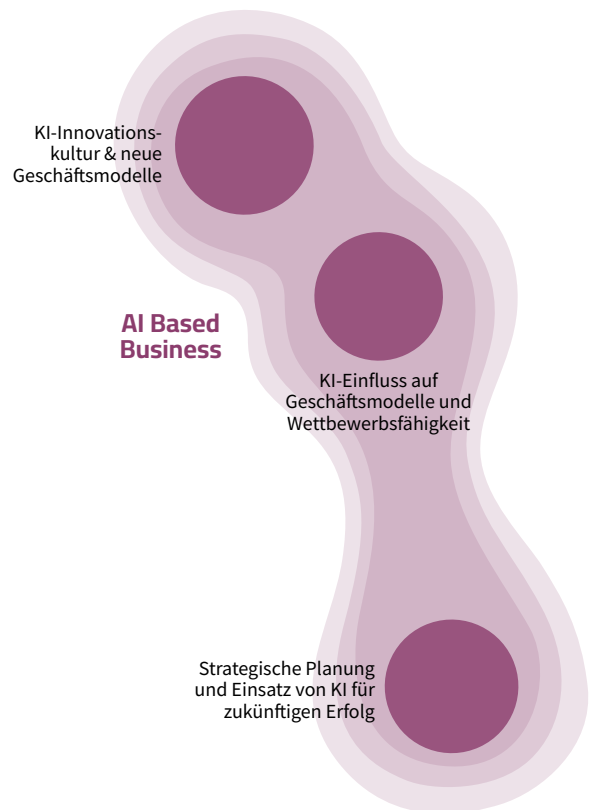 KI-Innovations-
kultur & neue
Geschäftsmodelle
AI Based
Business
KI-Einfluss auf
Geschäftsmodelle und
Wettbewerbsfähigkeit
Strategische Planung
und Einsatz von KI für
zukünftigen Erfolg